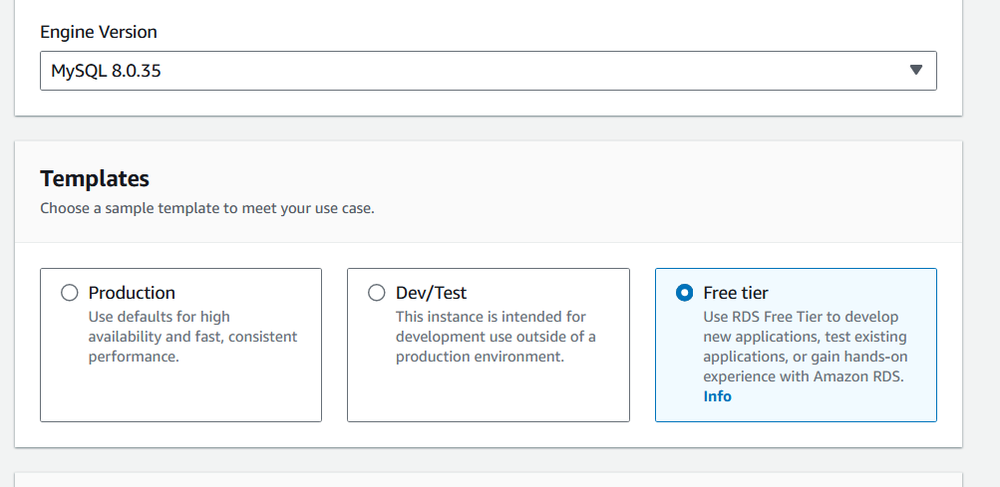 Engine Version
MySQL 8.0.35
Templates
Choose a sample template to meet your use case.
Production
Use defaults for high
availability and fast, consistent
performance.
Dev/Test
This instance is intended for
development use outside of a
production environment.
Free tier
Use RDS Free Tier to develop
new applications, test existing
applications, or gain hands-on
experience with Amazon RDS.
Info